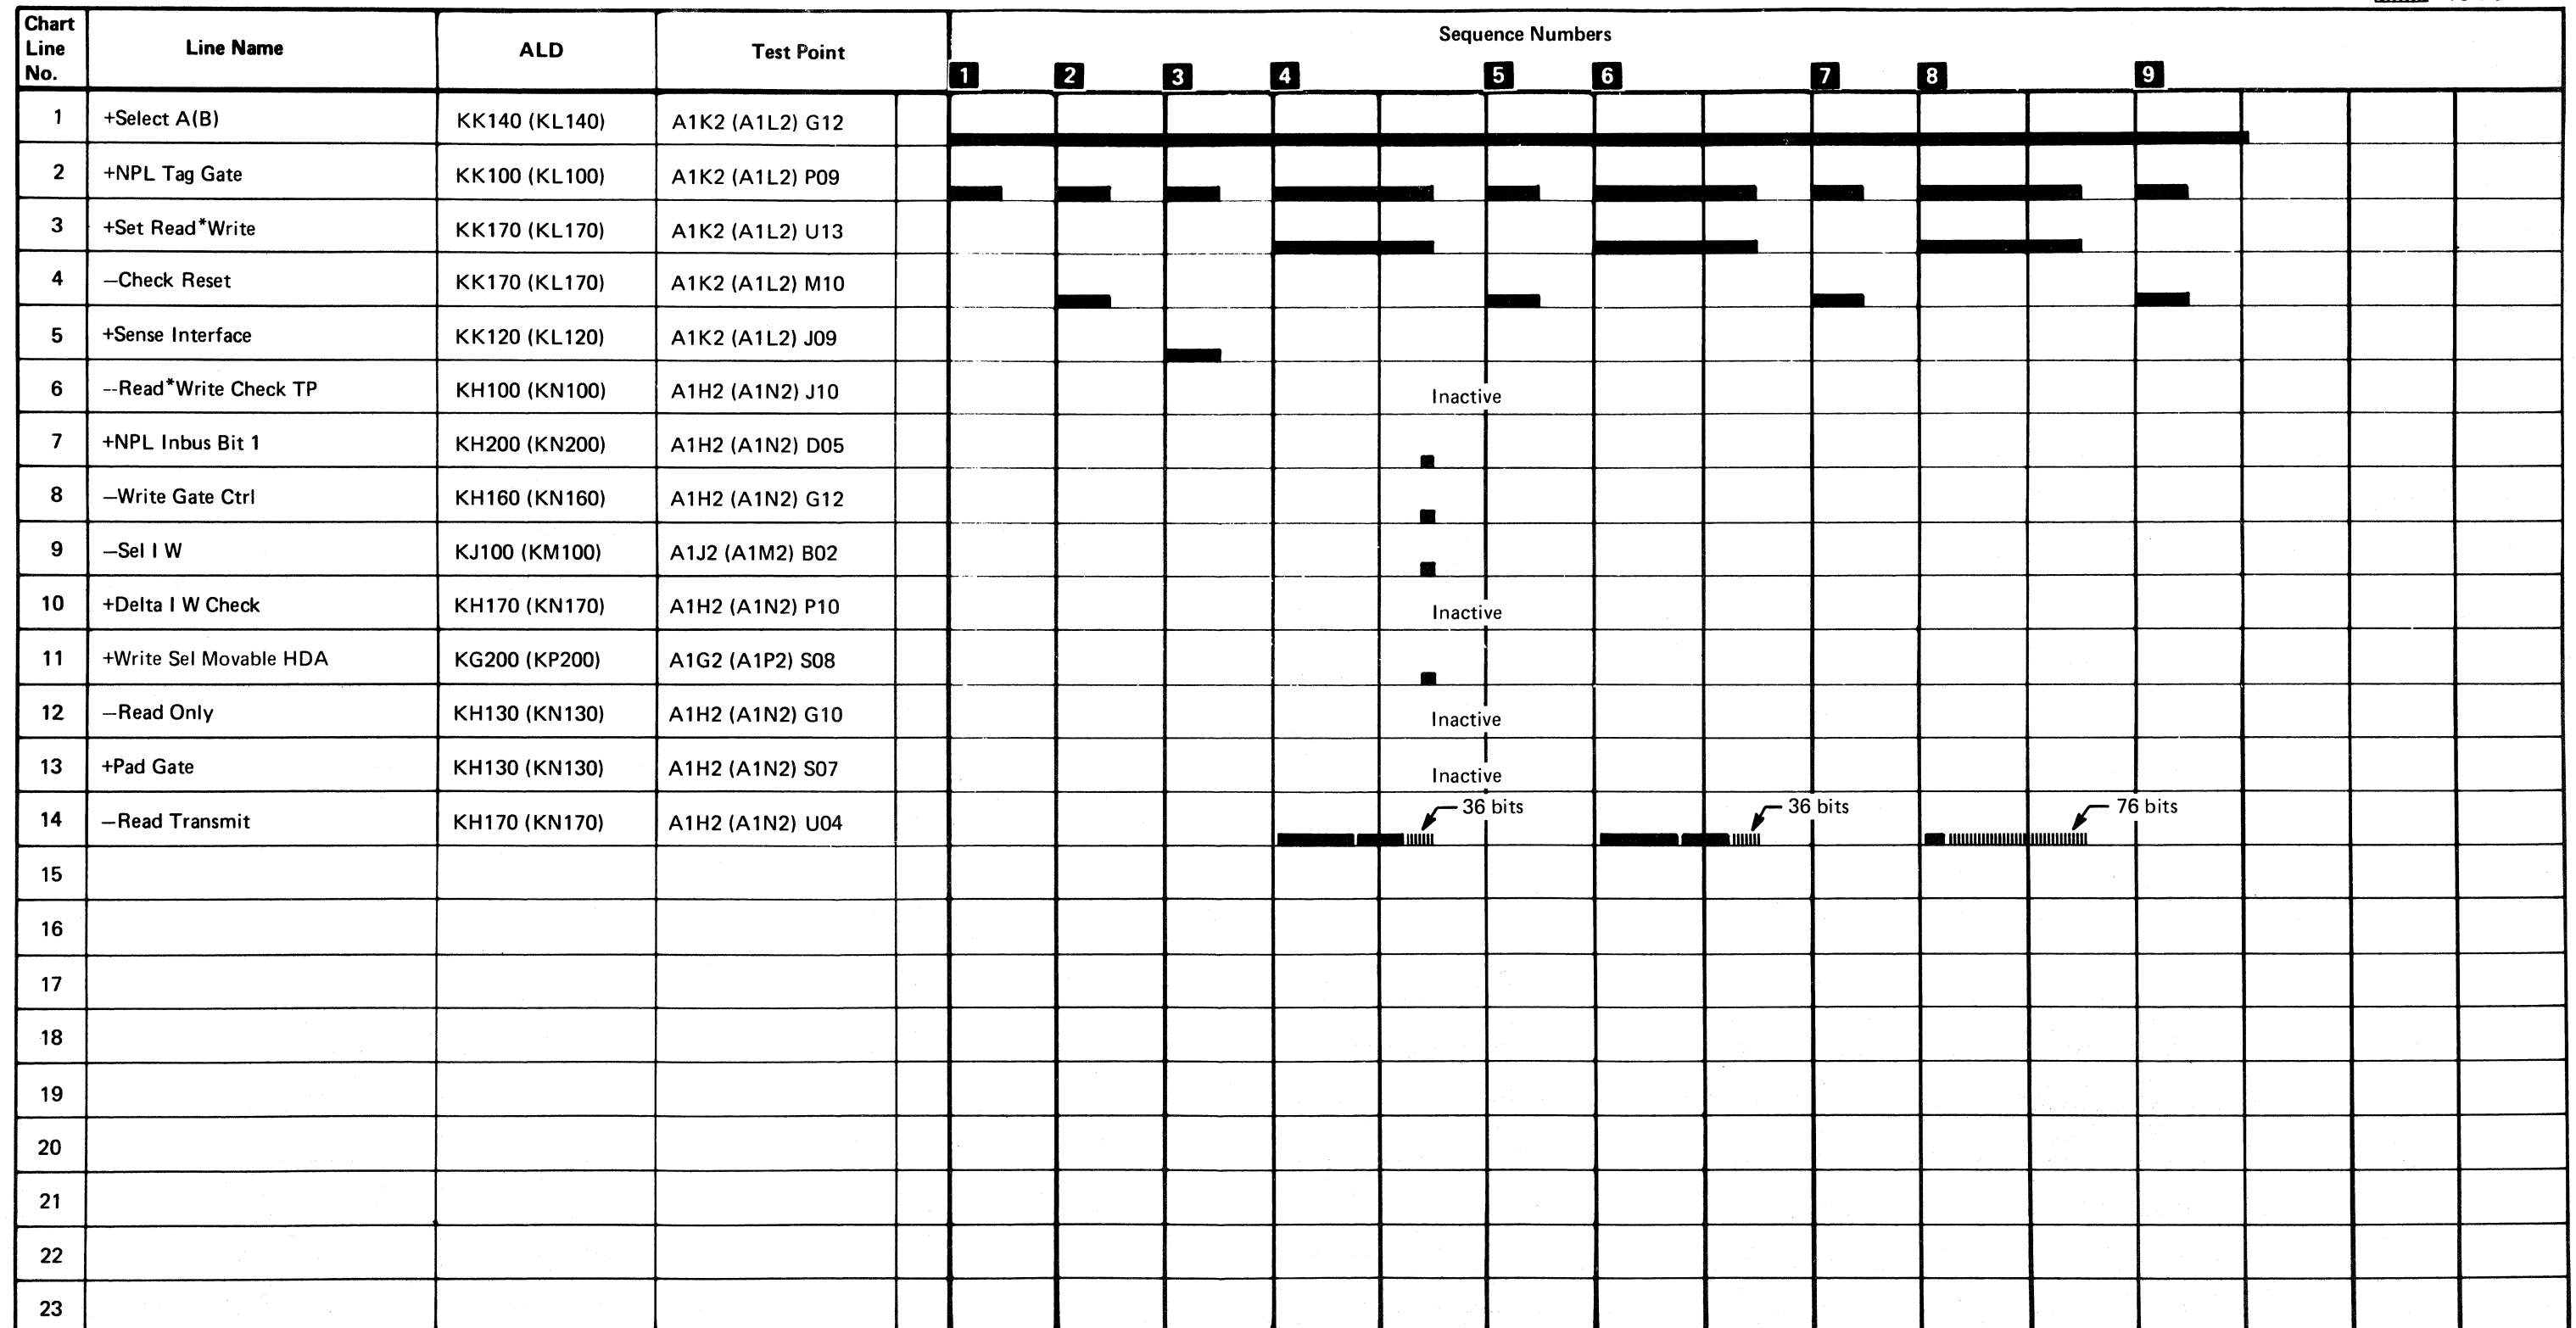 Chart Line No. Line Name ALD Test Point Sequence Numbers
1 2 3 4 5 6 7 8 9
1 +Select A(B) KK140 (KL140) A1K2 (A1L2) G12
2 +NPL Tag Gate KK100 (KL100) A1K2 (A1L2) P09
3 +Set Read*Write KK170 (KL170) A1K2 (A1L2) U13
4 —Check Reset KK170 (KL170) A1K2 (A1L2) M10
5 +Sense Interface KK120 (KL120) A1K2 (A1L2) J09
6 --Read*Write Check TP KH100 (KN100) A1H2 (A1N2) J10 Inactive
7 +NPL Inbus Bit 1 KH200 (KN200) A1H2 (A1N2) D05
8 —Write Gate Ctrl KH160 (KN160) A1H2 (A1N2) G12
9 —Sel I W KJ100 (KM100) A1J2 (A1M2) B02
10 +Delta I W Check KH170 (KN170) A1H2 (A1N2) P10 Inactive
11 +Write Sel Movable HDA KG200 (KP200) A1G2 (A1P2) S08
12 —Read Only KH130 (KN130) A1H2 (A1N2) G10 Inactive
13 +Pad Gate KH130 (KN130) A1H2 (A1N2) S07 Inactive
14 —Read Transmit KH170 (KN170) A1H2 (A1N2) U04 36 bits 36 bits 76 bits
15
16
17
18
19
20
21
22
23